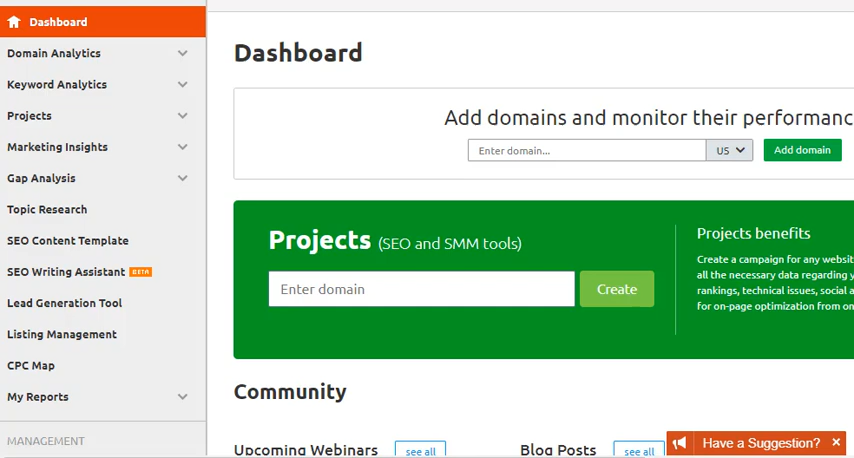 Dashboard
Domain Analytics
Keyword Analytics
Projects
Marketing Insights
Gap Analysis
Topic Research
SEO Content Template
SEO Writing Assistant BETA
Lead Generation Tool
Listing Management
CPC Map
My Reports
MANAGEMENT
Dashboard
Add domains and monitor their performanc
Enter domain... US Add domain
Projects (SEO and SMM tools)
Enter domain Create
Projects benefits
Create a campaign for any website
all the necessary data regarding y
rankings, technical issues, social a
for on-page optimization from on
Community
Upcoming Webinars see all
Blog Posts see all
Have a Suggestion? ×